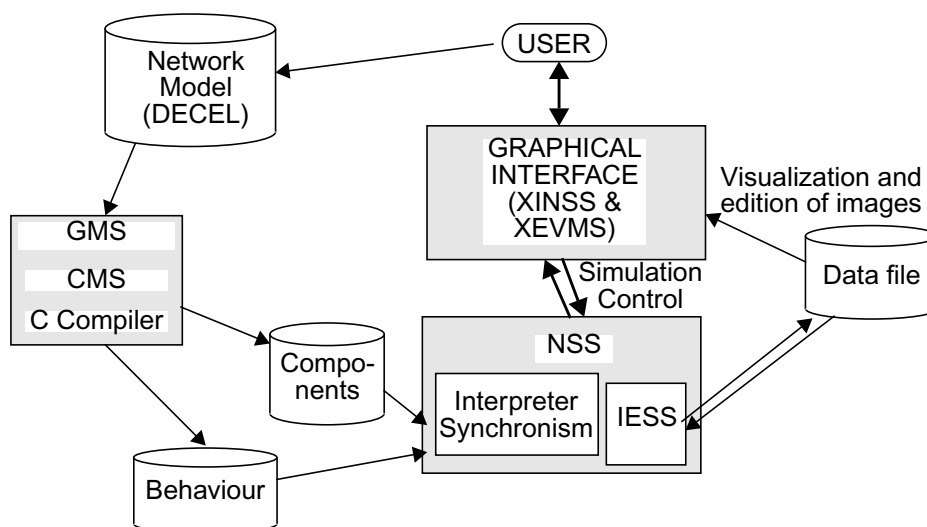 USER
Network
Model
(DECEL)
GRAPHICAL
INTERFACE
(XINSS &
XEVMS)
Visualization and
edition of images
GMS
CMS
C Compiler
Data file
Simulation
Control
NSS
Compo-
nents
Interpreter
Synchronism
IESS
Behaviour